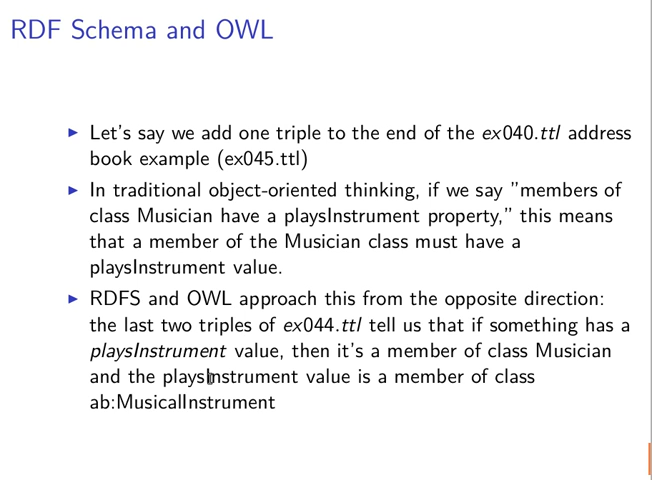 RDF Schema and OWL
Let's say we add one triple to the end of the ex040.ttl address
book example (ex045.ttl)
In traditional object-oriented thinking, if we say "members of
class Musician have a playsInstrument property," this means
that a member of the Musician class must have a
playsInstrument value.
RDFS and OWL approach this from the opposite direction:
the last two triples of ex044.ttl tell us that if something has a
playsInstrument value, then it's a member of class Musician
and the playsInstrument value is a member of class
ab:MusicalInstrument